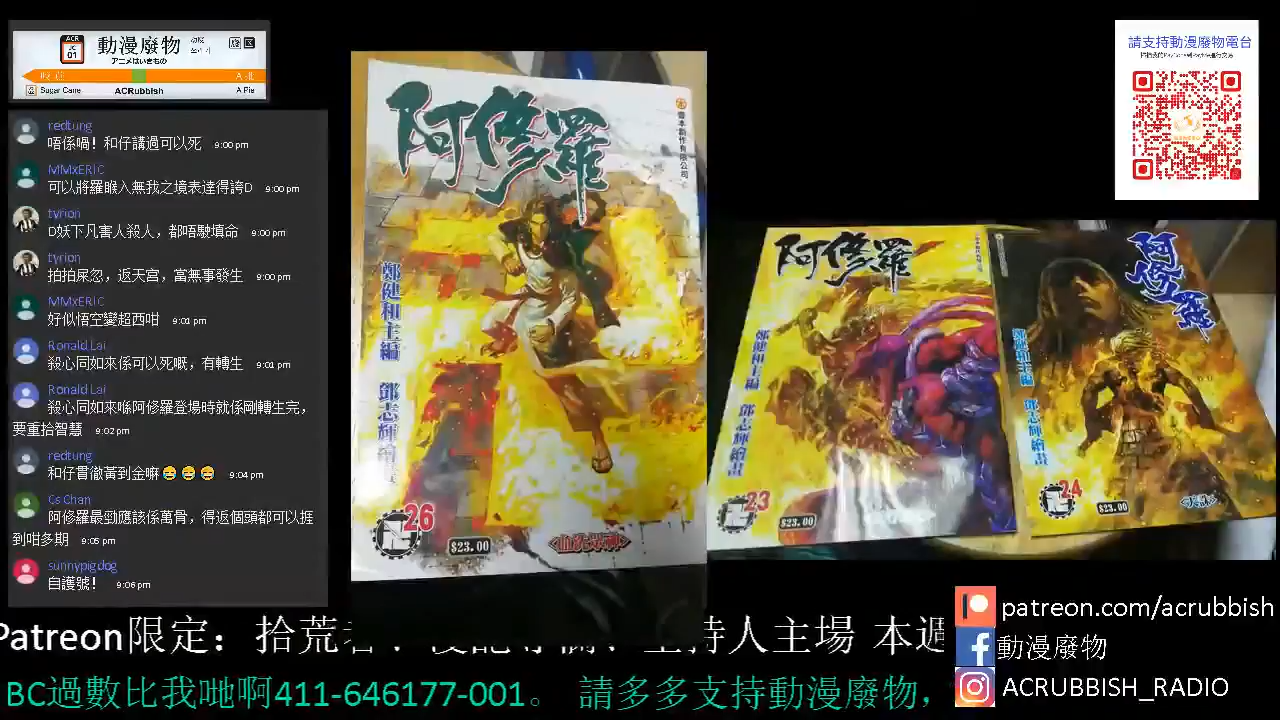 ACR
JC
01
動漫廢物
アニメはいきもの
Sugar Cane
ACRubbish
A Pie
redtung
唔係喎！和仔講過可以死 9:00 pm
MMxERIC
可以將羅睺入無我之境表達得誇D 9:00 pm
tyrion
D妖下凡害人殺人，都唔駛填命 9:00 pm
tyrion
拍拍屎忽，返天宮，當無事發生 9:00 pm
MMxERIC
好似悟空變超西咁 9:01 pm
Ronald Lai
殺心同如來係可以死嘅，有轉生 9:01 pm
Ronald Lai
殺心同如來喺阿修羅登場時就係剛轉生完，
要重拾智慧 9:02 pm
redtung
和仔貫徹黃到金嘛😂😂😂 9:04 pm
Cs Chan
阿修羅最勁應該係萬骨，得返個頭都可以捱
到咁多期 9:05 pm
sunnypigdog
自護號！ 9:06 pm
阿修羅
鄭健和主編 鄧志輝繪畫
26
$23.00
阿修羅
鄭健和主編 鄧志輝繪畫
23
$23.00
阿修羅
鄭健和主編 鄧志輝繪畫
24
$23.00
請支持動漫廢物電台
Patreon限定：拾荒 持人主場 本週
BC過數比我哋啊411-646177-001。 請多多支持動漫廢物，
patreon.com/acrubbish
動漫廢物
ACRUBBISH_RADIO